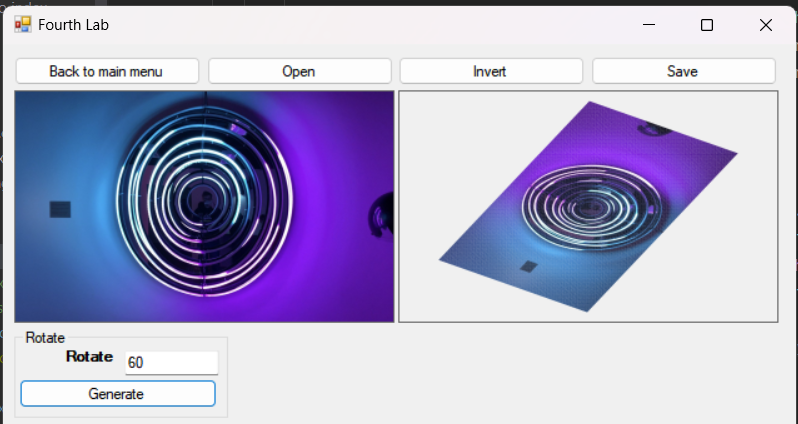 Fourth Lab
Back to main menu
Open
Invert
Save
Rotate
Rotate
60
Generate